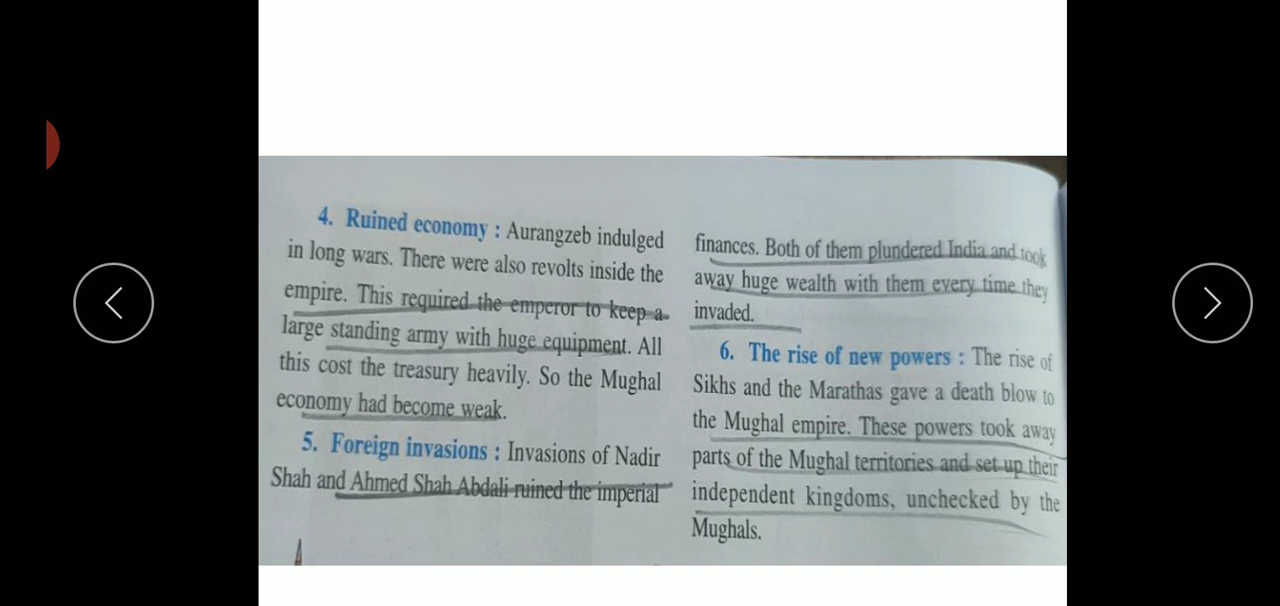 4. Ruined economy : Aurangzeb indulged
in long wars. There were also revolts inside the
empire. This required the emperor to keep a
large standing army with huge equipment. All
this cost the treasury heavily. So the Mughal
economy had become weak.
5. Foreign invasions : Invasions of Nadir
Shah and Ahmed Shah Abdali ruined the imperial
finances. Both of them plundered India and took
away huge wealth with them every time they
invaded.
6. The rise of new powers : The rise of
Sikhs and the Marathas gave a death blow to
the Mughal empire. These powers took away
parts of the Mughal territories and set up their
independent kingdoms, unchecked by the
Mughals.